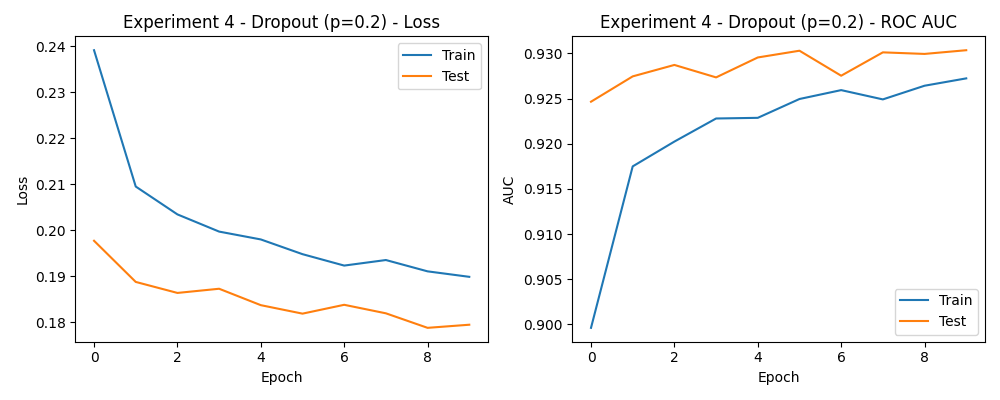 Experiment 4 - Dropout (p=0.2) - Loss
Loss
0.24
0.23
0.22
0.21
0.20
0.19
0.18
0
2
4
6
8
Epoch
Train
Test
Experiment 4 - Dropout (p=0.2) - ROC AUC
AUC
0.930
0.925
0.920
0.915
0.910
0.905
0.900
0
2
4
6
8
Epoch
Train
Test